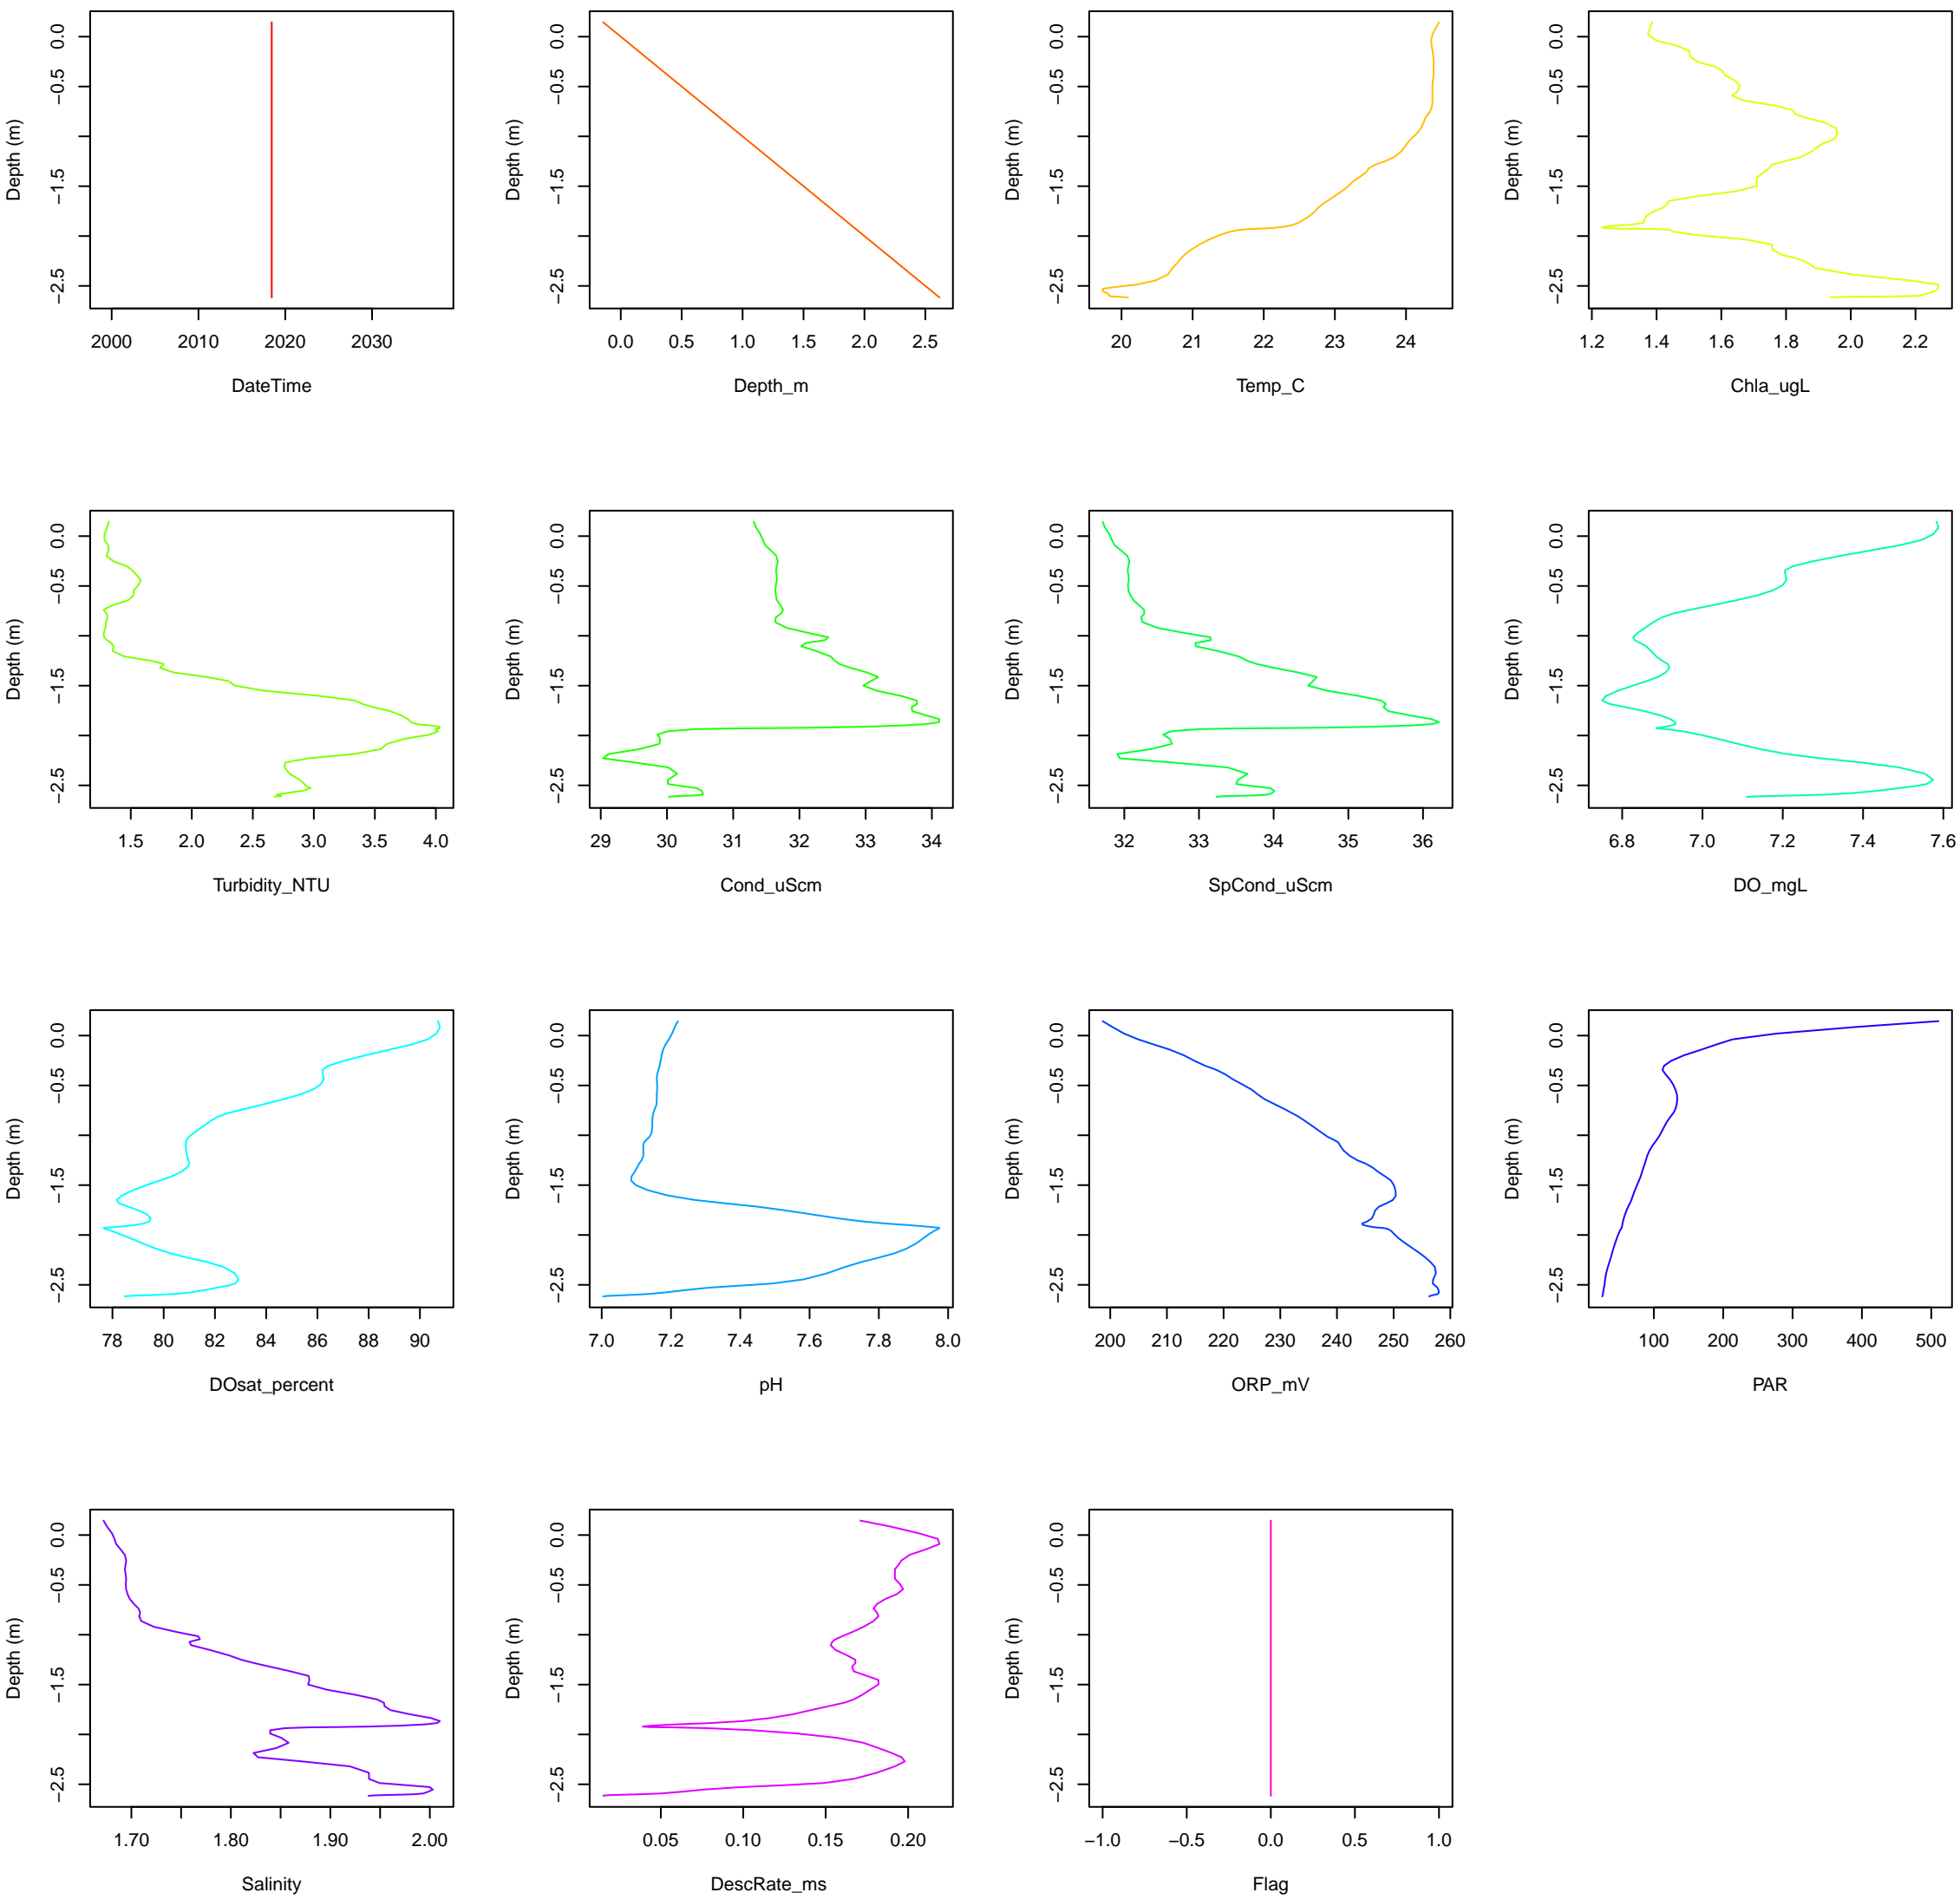 Depth (m)
0.0
−0.5
−1.5
−2.5
2000 2010 2020 2030
DateTime
Depth (m)
0.0
−0.5
−1.5
−2.5
0.0 0.5 1.0 1.5 2.0 2.5
Depth_m
Depth (m)
0.0
−0.5
−1.5
−2.5
20 21 22 23 24
Temp_C
Depth (m)
0.0
−0.5
−1.5
−2.5
1.2 1.4 1.6 1.8 2.0 2.2
Chla_ugL
Depth (m)
0.0
−0.5
−1.5
−2.5
1.5 2.0 2.5 3.0 3.5 4.0
Turbidity_NTU
Depth (m)
0.0
−0.5
−1.5
−2.5
29 30 31 32 33 34
Cond_uScm
Depth (m)
0.0
−0.5
−1.5
−2.5
32 33 34 35 36
SpCond_uScm
Depth (m)
0.0
−0.5
−1.5
−2.5
6.8 7.0 7.2 7.4 7.6
DO_mgL
Depth (m)
0.0
−0.5
−1.5
−2.5
78 80 82 84 86 88 90
DOsat_percent
Depth (m)
0.0
−0.5
−1.5
−2.5
7.0 7.2 7.4 7.6 7.8 8.0
pH
Depth (m)
0.0
−0.5
−1.5
−2.5
200 210 220 230 240 250 260
ORP_mV
Depth (m)
0.0
−0.5
−1.5
−2.5
100 200 300 400 500
PAR
Depth (m)
0.0
−0.5
−1.5
−2.5
1.70 1.80 1.90 2.00
Salinity
Depth (m)
0.0
−0.5
−1.5
−2.5
0.05 0.10 0.15 0.20
DescRate_ms
Depth (m)
0.0
−0.5
−1.5
−2.5
−1.0 −0.5 0.0 0.5 1.0
Flag